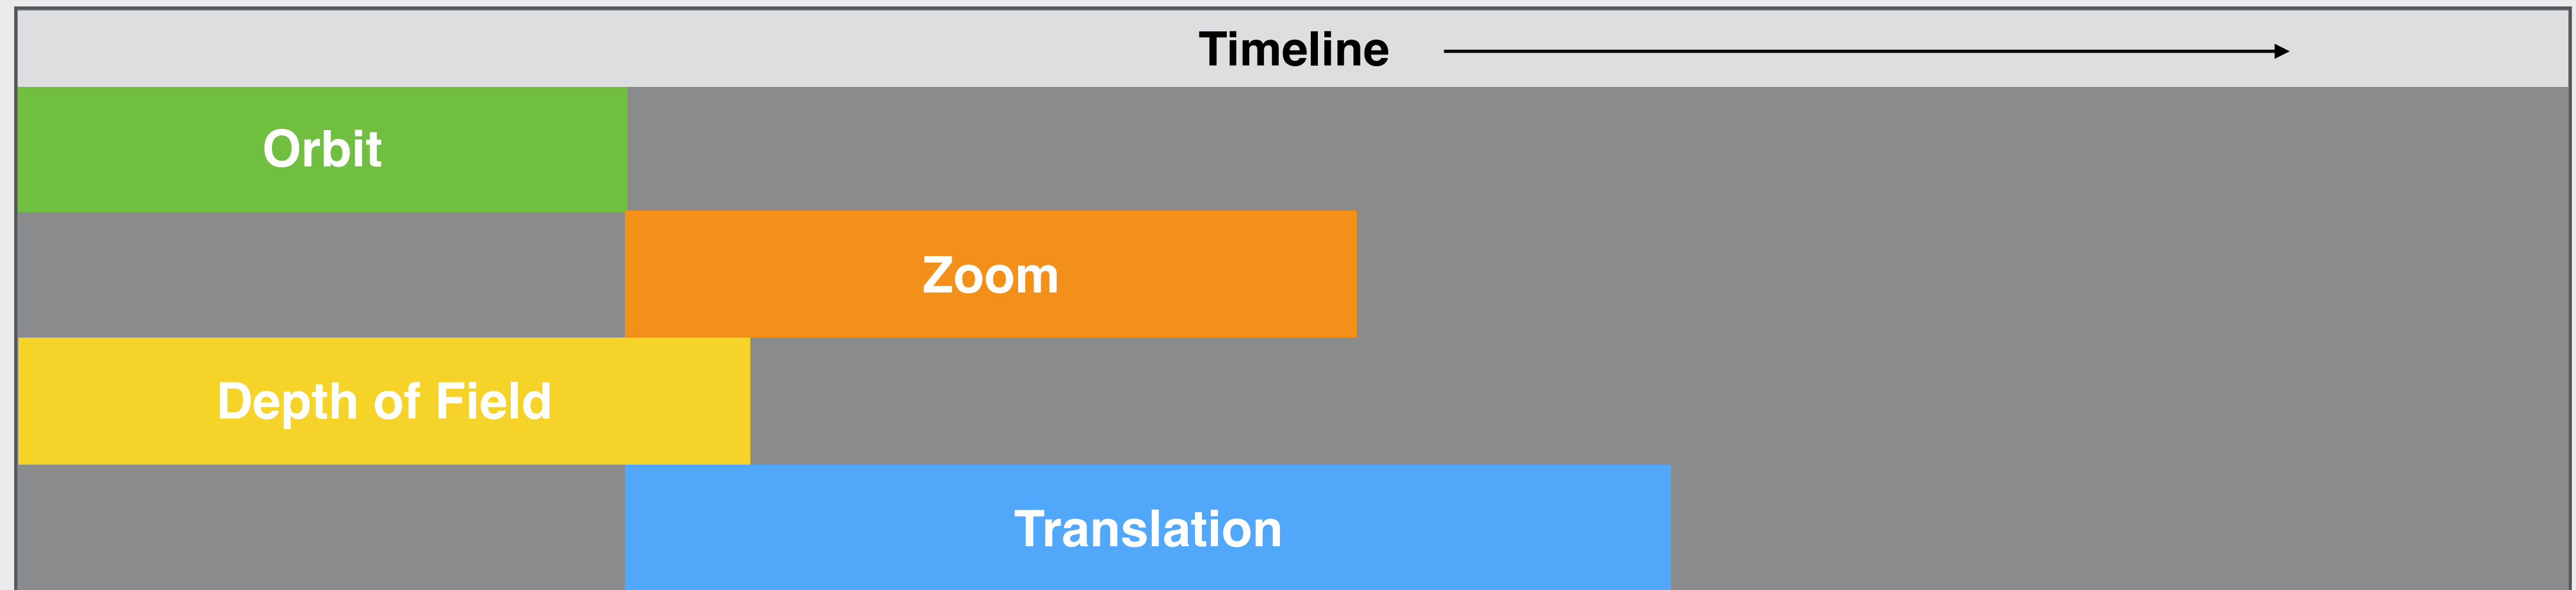 Timeline
Orbit
Zoom
Depth of Field
Translation